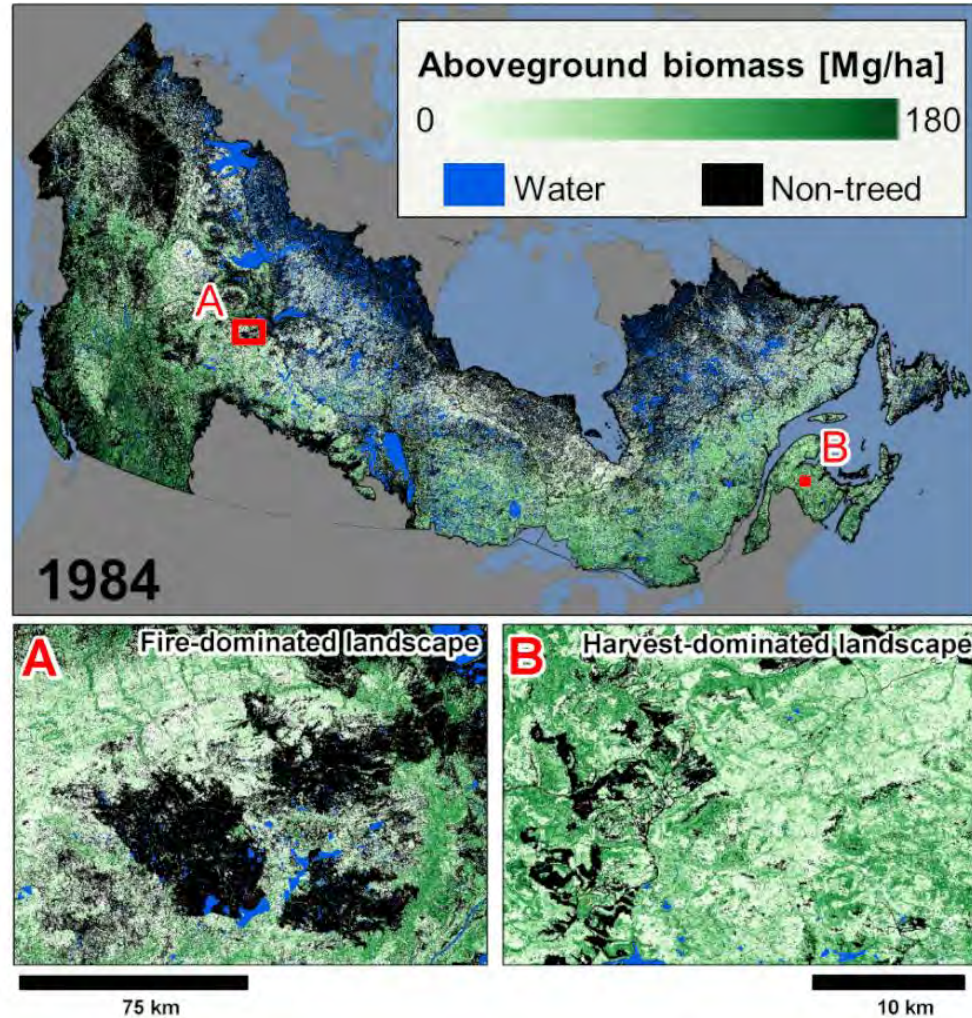 Aboveground biomass [Mg/ha]
0 180
Water Non-treed
A
B
1984
A Fire-dominated landscape
B Harvest-dominated landscape
75 km
10 km